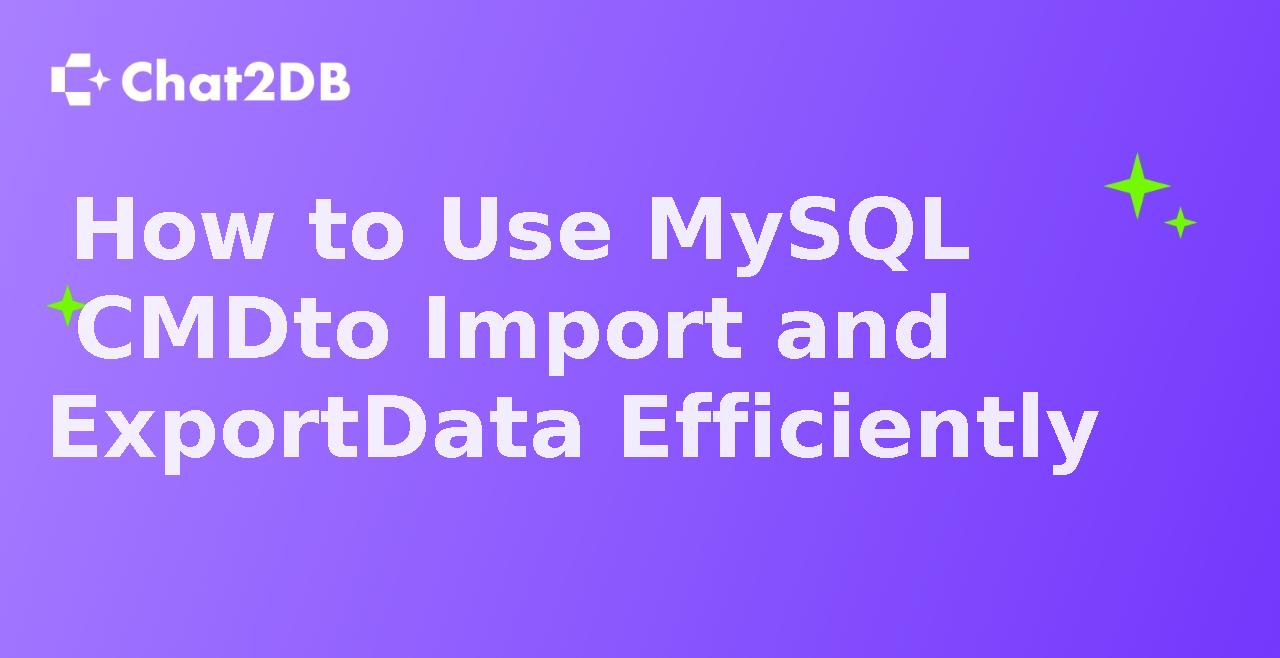 Chat2DB
How to Use MySQL
CMDto Import and
ExportData Efficiently